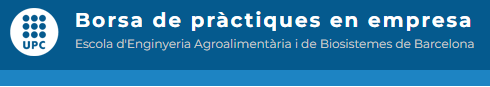 Borsa de pràctiques en empresa
Escola d'Enginyeria Agroalimentària i de Biosistemes de Barcelona
UPC